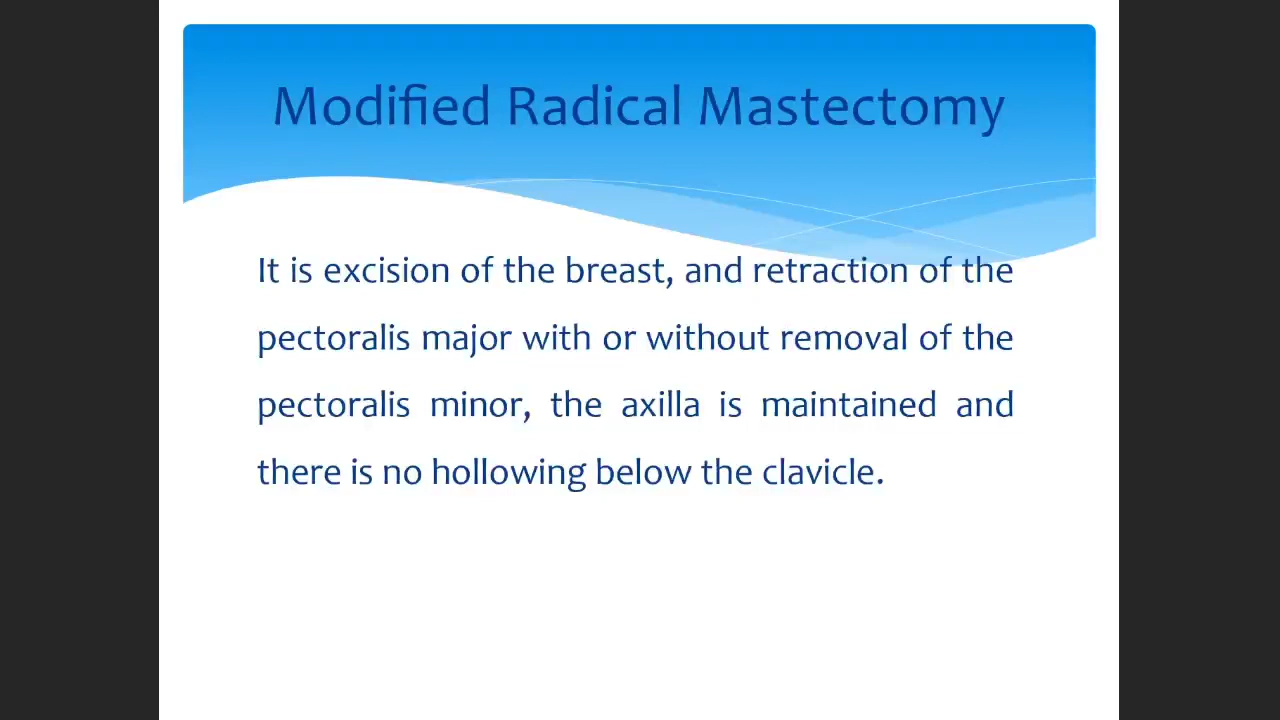 Modified Radical Mastectomy
It is excision of the breast, and retraction of the
pectoralis major with or without removal of the
pectoralis minor, the axilla is maintained and
there is no hollowing below the clavicle.